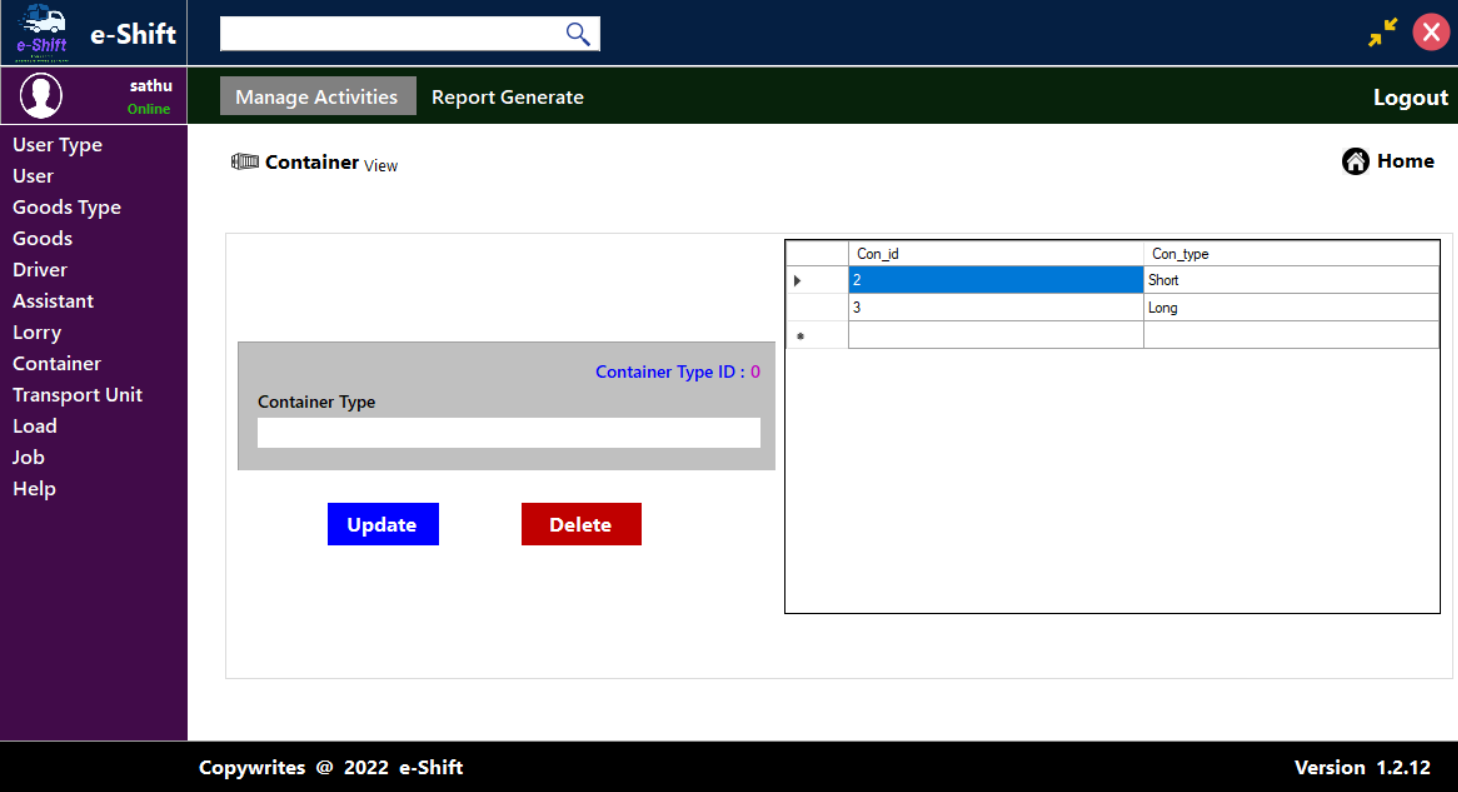 e-Shift
e-Shift
sathu
Online
Manage Activities
Report Generate
Logout
User Type
User
Goods Type
Goods
Driver
Assistant
Lorry
Container
Transport Unit
Load
Job
Help
Container View
Home
Container Type ID : 0
Container Type
Update
Delete
Con_id Con_type
2 Short
3 Long
Copywrites @ 2022 e-Shift
Version 1.2.12